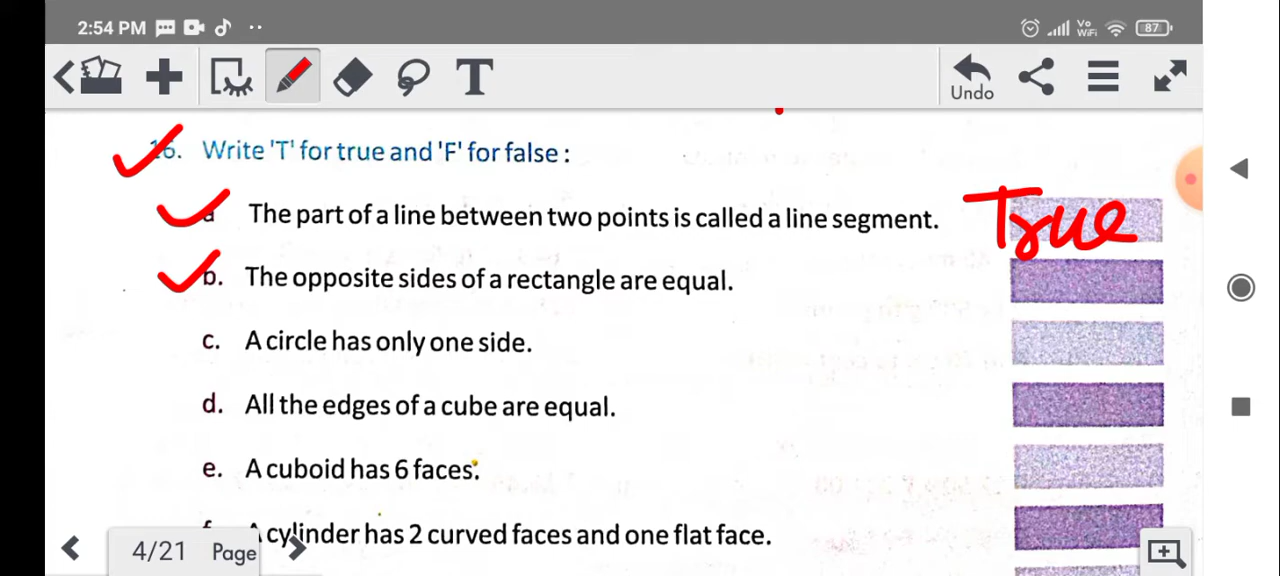 2:54 PM ·· Vo WiFi 87
T Undo
16. Write 'T' for true and 'F' for false :
a The part of a line between two points is called a line segment. True
b. The opposite sides of a rectangle are equal.
c. A circle has only one side.
d. All the edges of a cube are equal.
e. A cuboid has 6 faces.
f. A cylinder has 2 curved faces and one flat face.
4/21 Page